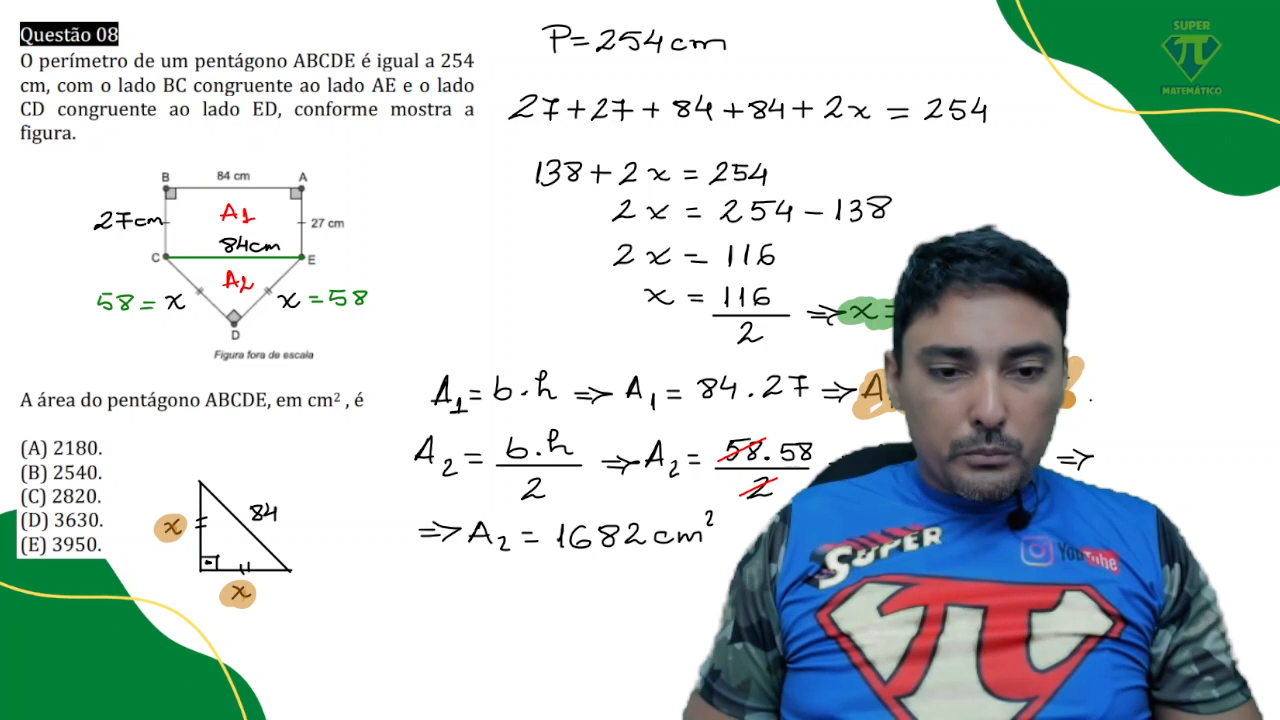 Questão 08
O perímetro de um pentágono ABCDE é igual a 254
cm, com o lado BC congruente ao lado AE e o lado
CD congruente ao lado ED, conforme mostra a
figura.
B 84 cm A
27cm A1 27 cm
84cm
C E
A2
58 = x x = 58
D
Figura fora de escala
A área do pentágono ABCDE, em cm², é
(A) 2180.
(B) 2540.
(C) 2820.
(D) 3630.
(E) 3950.
x 84
x
P=254cm
27+27+84+84+2x=254
138+2x=254
2x=254-138
2x=116
x=116/2 ⇒ x=
A₁=b.h ⇒ A₁=84.27 ⇒ A
A₂=b.h/2 ⇒ A₂=58.58/2 ⇒
⇒ A₂=1682cm²
SUPER
π
MATEMÁTICO
SUPER
π
YouTube